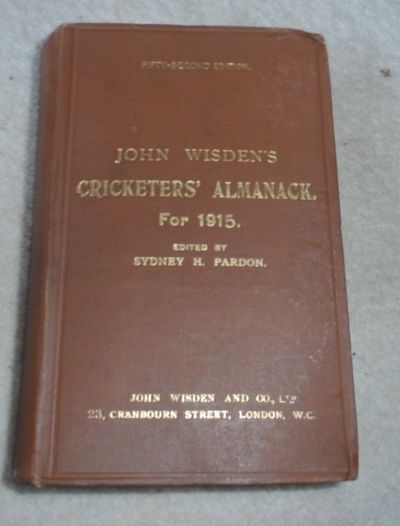 FIFTY-SECOND EDITION.
JOHN WISDEN'S
CRICKETERS' ALMANACK.
For 1915.
EDITED BY
SYDNEY H. PARDON.
JOHN WISDEN AND CO., LTD
23, CRANBOURN STREET, LONDON, W.C.